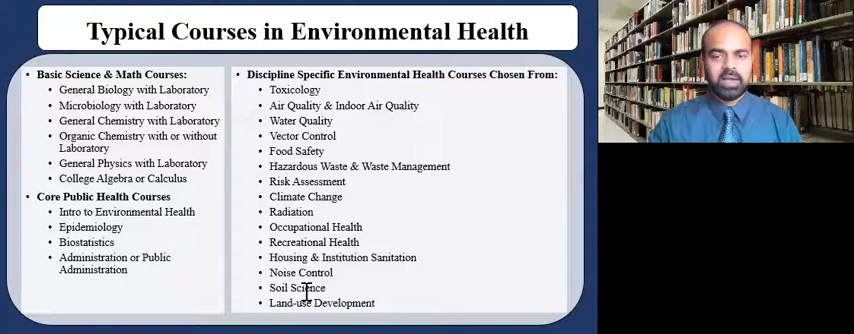 Typical Courses in Environmental Health
Basic Science & Math Courses:
General Biology with Laboratory
Microbiology with Laboratory
General Chemistry with Laboratory
Organic Chemistry with or without
Laboratory
General Physics with Laboratory
College Algebra or Calculus
Core Public Health Courses
Intro to Environmental Health
Epidemiology
Biostatistics
Administration or Public
Administration
Discipline Specific Environmental Health Courses Chosen From:
Toxicology
Air Quality & Indoor Air Quality
Water Quality
Vector Control
Food Safety
Hazardous Waste & Waste Management
Risk Assessment
Climate Change
Radiation
Occupational Health
Recreational Health
Housing & Institution Sanitation
Noise Control
Soil Science
Land-use Development